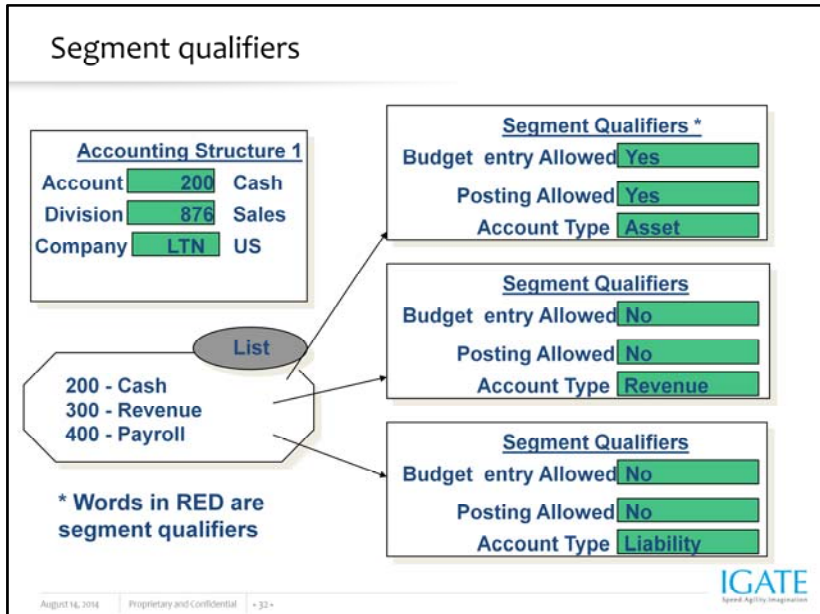 Segment qualifiers
Accounting Structure 1
Account 200 Cash
Division 876 Sales
Company LTN US
List
200 - Cash
300 - Revenue
400 - Payroll
* Words in RED are
segment qualifiers
Segment Qualifiers *
Budget entry Allowed Yes
Posting Allowed Yes
Account Type Asset
Segment Qualifiers
Budget entry Allowed No
Posting Allowed No
Account Type Revenue
Segment Qualifiers
Budget entry Allowed No
Posting Allowed No
Account Type Liability
August 14, 2014 Proprietary and Confidential - 32 -
IGATE
Speed.Agility.Imagination